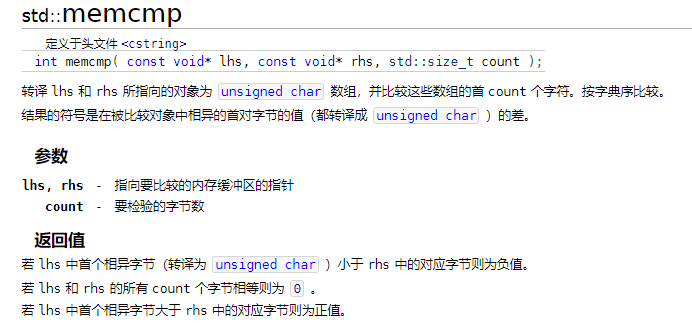 std::memcmp
定义于头文件 <cstring>
int memcmp( const void* lhs, const void* rhs, std::size_t count );
转译 lhs 和 rhs 所指向的对象为 unsigned char 数组，并比较这些数组的首 count 个字符。按字典序比较。
结果的符号是在被比较对象中相异的首对字节的值（都转译成 unsigned char ）的差。
参数
lhs, rhs - 指向要比较的内存缓冲区的指针
count - 要检验的字节数
返回值
若 lhs 中首个相异字节（转译为 unsigned char ）小于 rhs 中的对应字节则为负值。
若 lhs 和 rhs 的所有 count 个字节相等则为 0 。
若 lhs 中首个相异字节大于 rhs 中的对应字节则为正值。